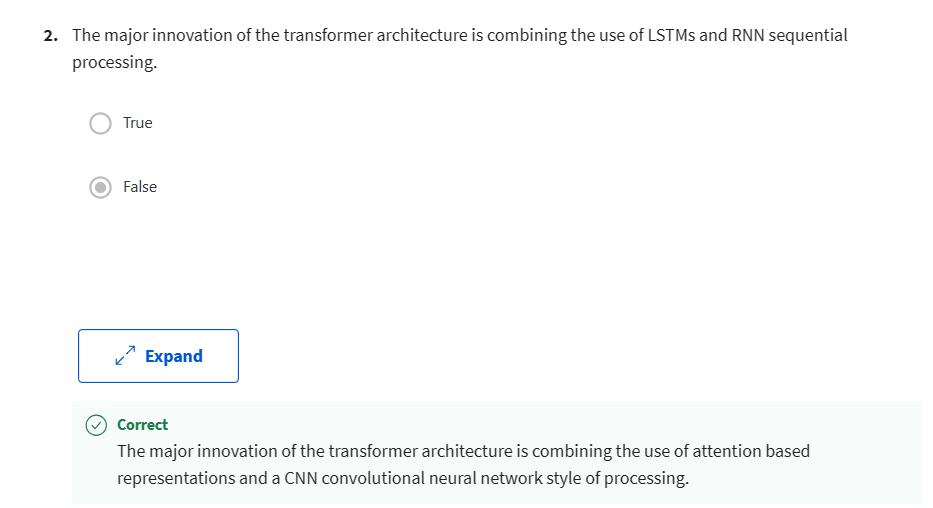 2. The major innovation of the transformer architecture is combining the use of LSTMs and RNN sequential
processing.
True
False
Expand
Correct
The major innovation of the transformer architecture is combining the use of attention based
representations and a CNN convolutional neural network style of processing.